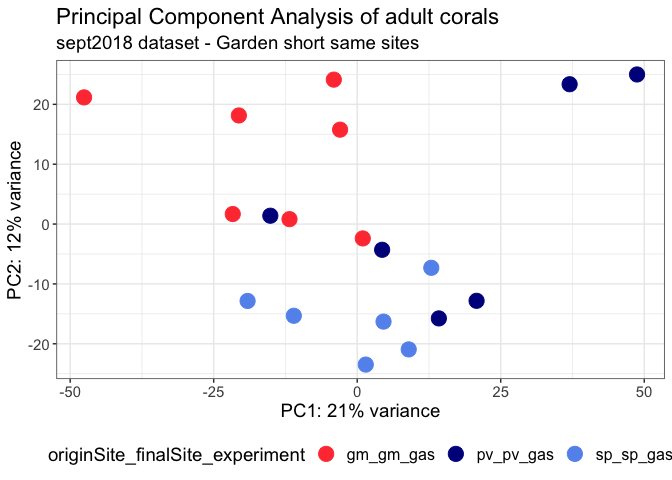 Principal Component Analysis of adult corals
sept2018 dataset - Garden short same sites
PC2: 12% variance
20
10
0
-10
-20
-50
-25
0
25
50
PC1: 21% variance
originSite_finalSite_experiment
gm_gm_gas
pv_pv_gas
sp_sp_gas